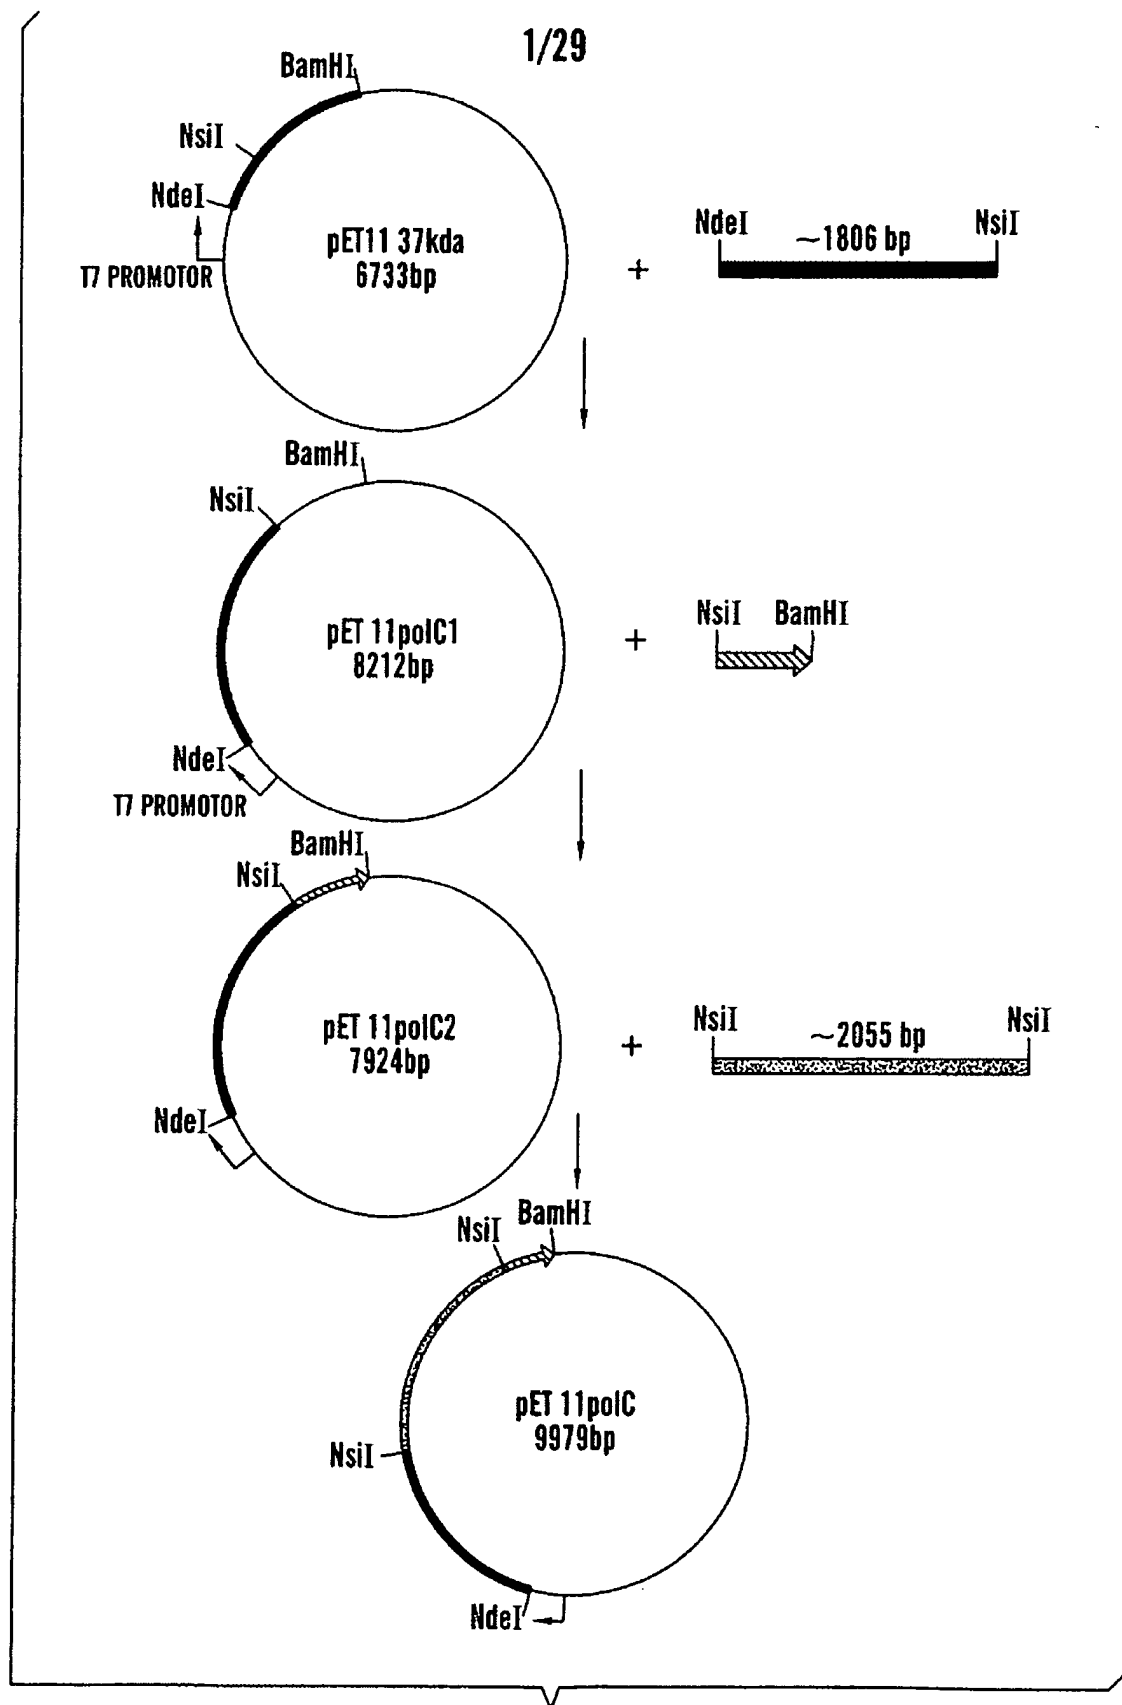 1/29
BamHI
NsiI
NdeI
T7 PROMOTOR
pET11 37kda
6733bp
+
NdeI
~1806 bp
NsiI
BamHI
NsiI
pET 11polC1
8212bp
NdeI
T7 PROMOTOR
+
NsiI BamHI
BamHI
NsiI
pET 11polC2
7924bp
NdeI
+
NsiI
~2055 bp
NsiI
BamHI
NsiI
pET 11polC
9979bp
NsiI
NdeI